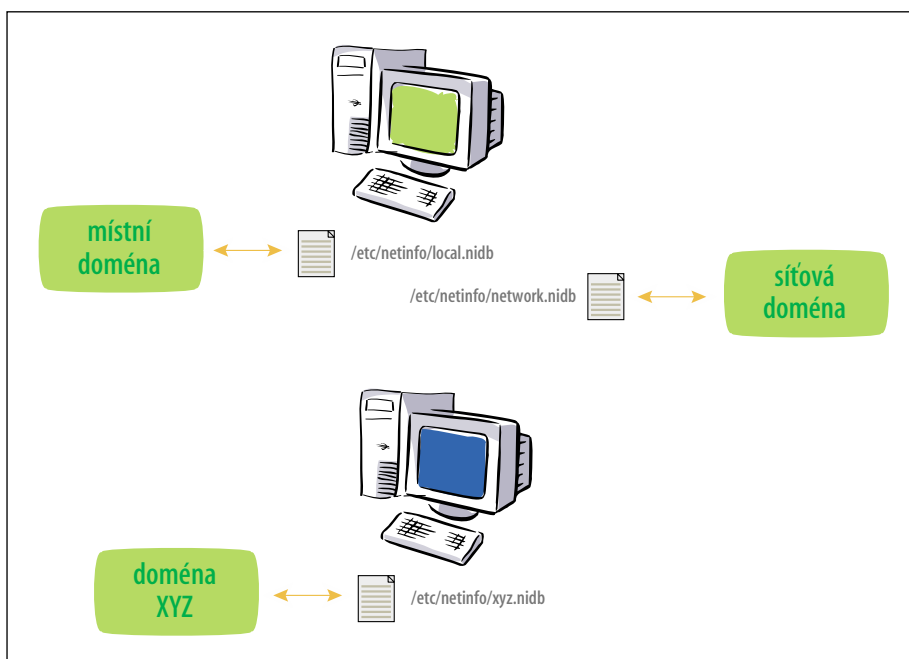 místní
doména
/etc/netinfo/local.nidb
/etc/netinfo/network.nidb
síťová
doména
doména
XYZ
/etc/netinfo/xyz.nidb